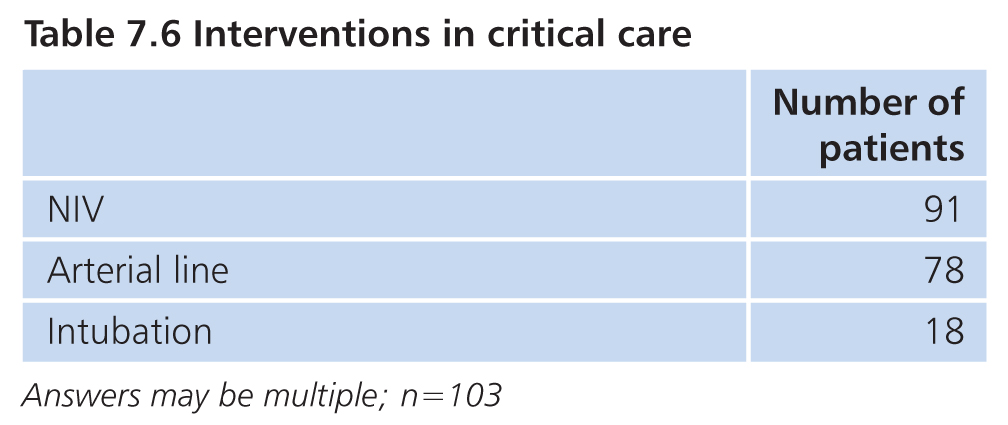 Table 7.6 Interventions in critical care
Number of
patients
NIV 91
Arterial line 78
Intubation 18
Answers may be multiple; n=103